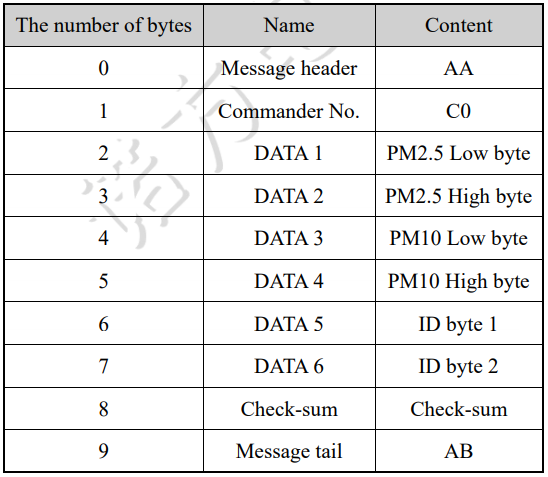 The number of bytes Name Content
0 Message header AA
1 Commander No. C0
2 DATA 1 PM2.5 Low byte
3 DATA 2 PM2.5 High byte
4 DATA 3 PM10 Low byte
5 DATA 4 PM10 High byte
6 DATA 5 ID byte 1
7 DATA 6 ID byte 2
8 Check-sum Check-sum
9 Message tail AB